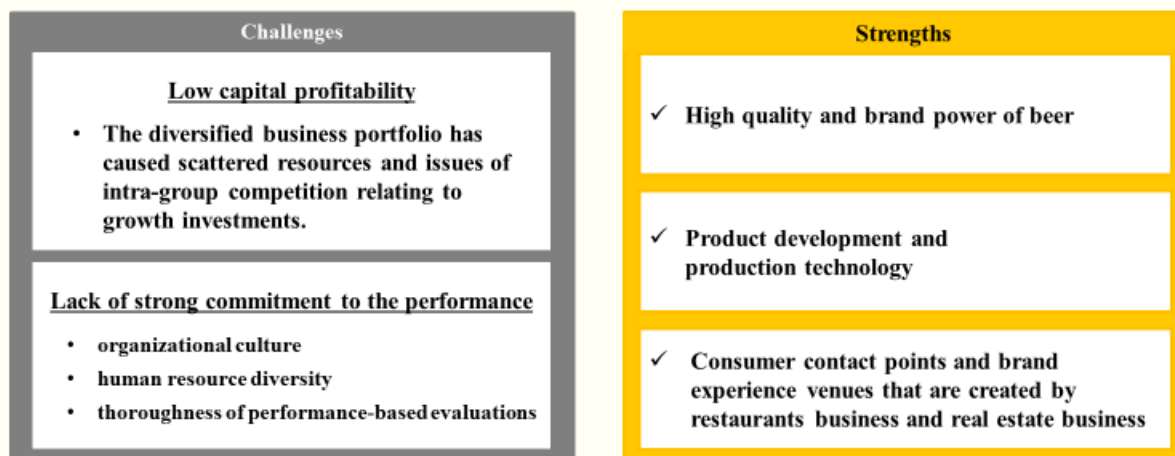 Challenges
Low capital profitability
• The diversified business portfolio has
caused scattered resources and issues of
intra-group competition relating to
growth investments.
Lack of strong commitment to the performance
• organizational culture
• human resource diversity
• thoroughness of performance-based evaluations
Strengths
✓ High quality and brand power of beer
✓ Product development and
production technology
✓ Consumer contact points and brand
experience venues that are created by
restaurants business and real estate business